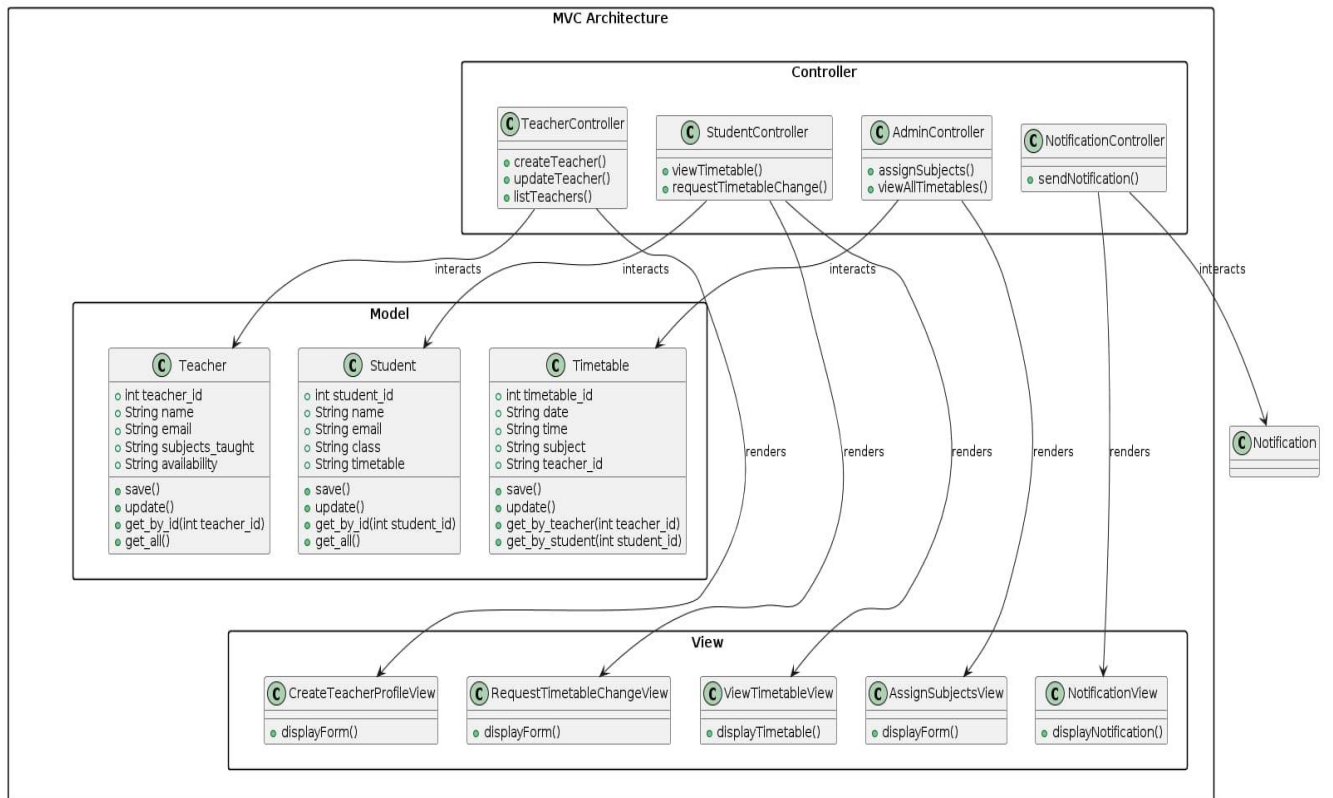 MVC Architecture
Controller
C TeacherController
createTeacher()
updateTeacher()
listTeachers()
C StudentController
viewTimetable()
requestTimetableChange()
C AdminController
assignSubjects()
viewAllTimetables()
C NotificationController
sendNotification()
interacts
interacts
interacts
interacts
Model
C Teacher
int teacher_id
String name
String email
String subjects_taught
String availability
save()
update()
get_by_id(int teacher_id)
get_all()
C Student
int student_id
String name
String email
String class
String timetable
save()
update()
get_by_id(int student_id)
get_all()
C Timetable
int timetable_id
String date
String time
String subject
String teacher_id
save()
update()
get_by_teacher(int teacher_id)
get_by_student(int student_id)
renders
renders
renders
renders
renders
C Notification
View
C CreateTeacherProfileView
displayForm()
C RequestTimetableChangeView
displayForm()
C ViewTimetableView
displayTimetable()
C AssignSubjectsView
displayForm()
C NotificationView
displayNotification()